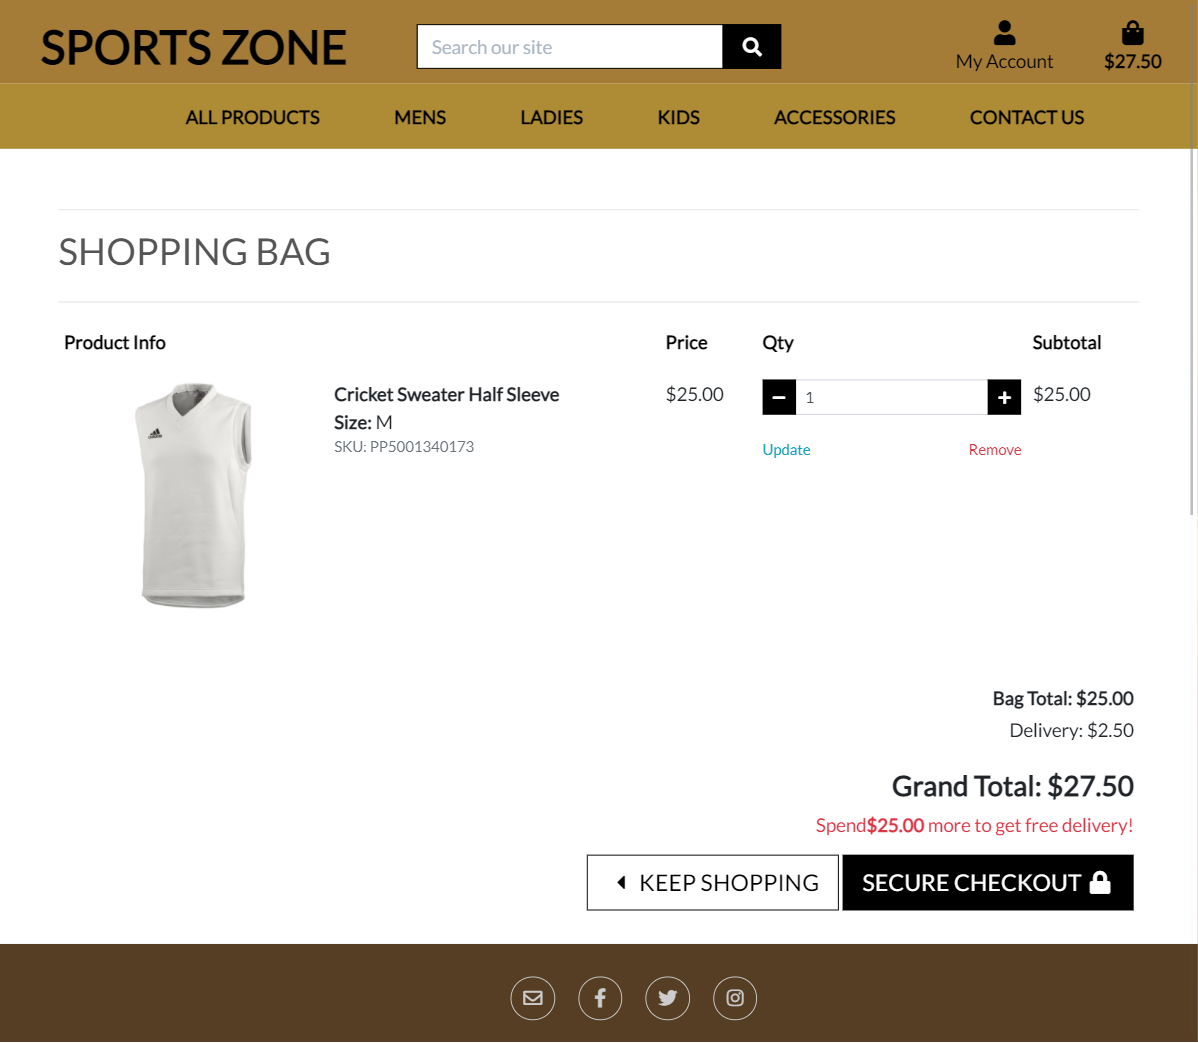 SPORTS ZONE
Search our site
My Account
$27.50
ALL PRODUCTS MENS LADIES KIDS ACCESSORIES CONTACT US
SHOPPING BAG
Product Info Price Qty Subtotal
Cricket Sweater Half Sleeve $25.00 1 $25.00
Size: M
SKU: PP5001340173
Update Remove
Bag Total: $25.00
Delivery: $2.50
Grand Total: $27.50
Spend$25.00 more to get free delivery!
KEEP SHOPPING SECURE CHECKOUT